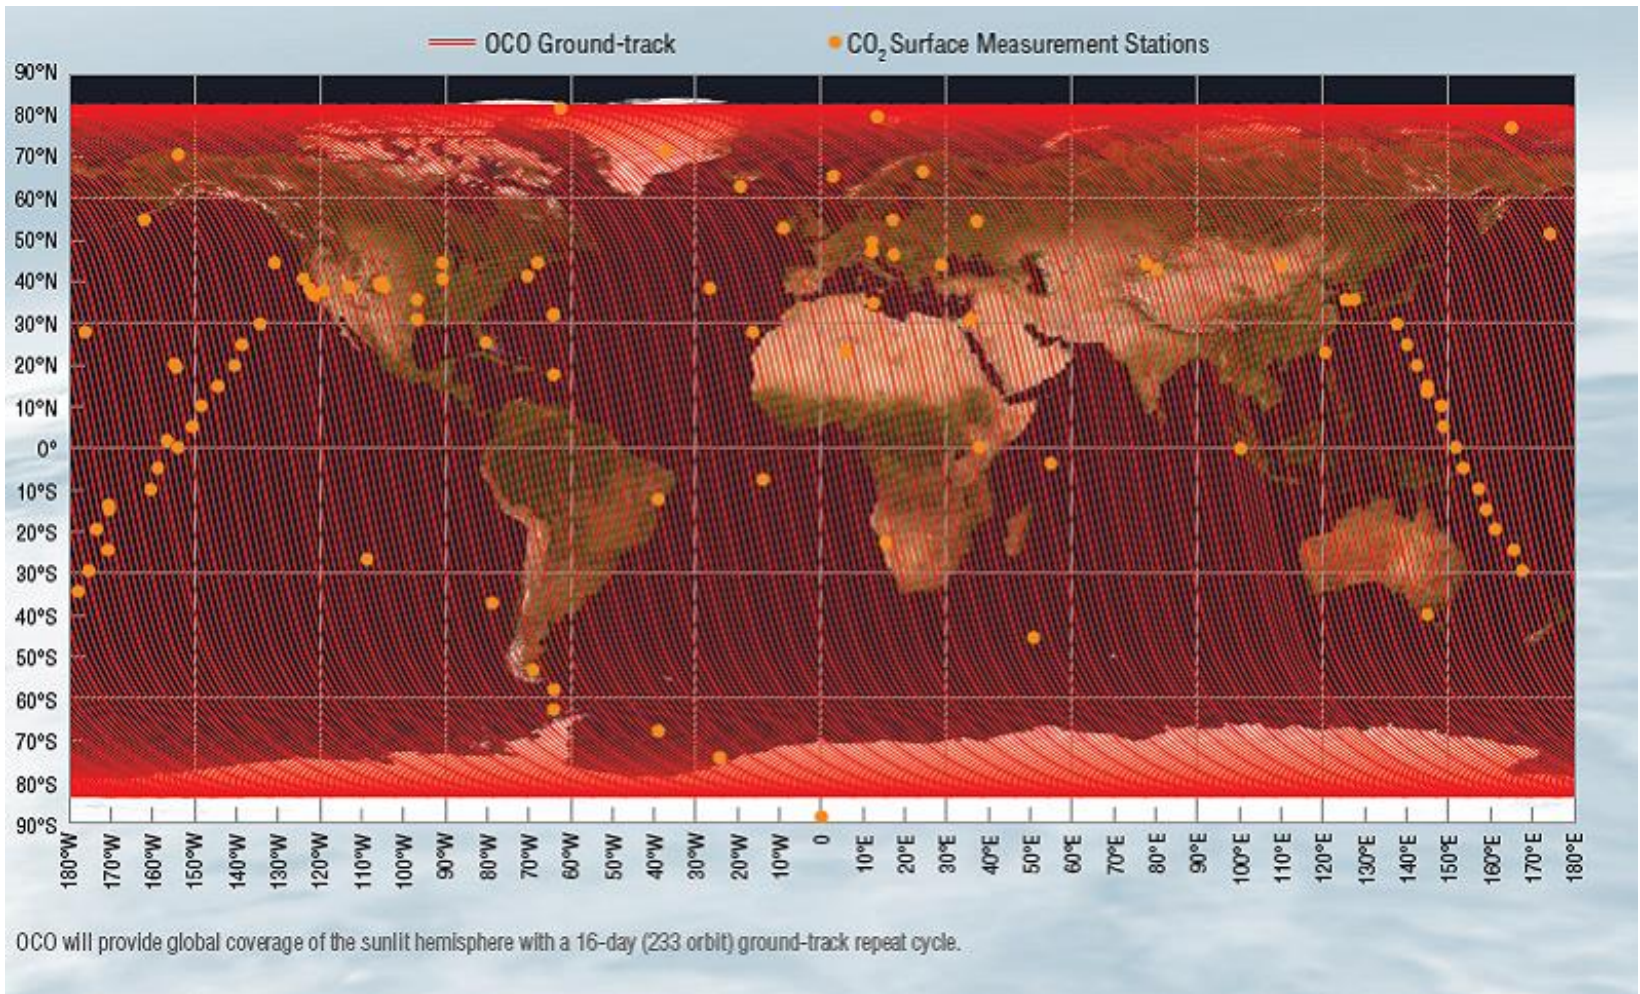 OCO Ground-track
CO₂ Surface Measurement Stations
90°N
80°N
70°N
60°N
50°N
40°N
30°N
20°N
10°N
0°
10°S
20°S
30°S
40°S
50°S
60°S
70°S
80°S
90°S
180°W
170°W
160°W
150°W
140°W
130°W
120°W
110°W
100°W
90°W
80°W
70°W
60°W
50°W
40°W
30°W
20°W
10°W
0
10°E
20°E
30°E
40°E
50°E
60°E
70°E
80°E
90°E
100°E
110°E
120°E
130°E
140°E
150°E
160°E
170°E
180°E
OCO will provide global coverage of the sunlit hemisphere with a 16-day (233 orbit) ground-track repeat cycle.